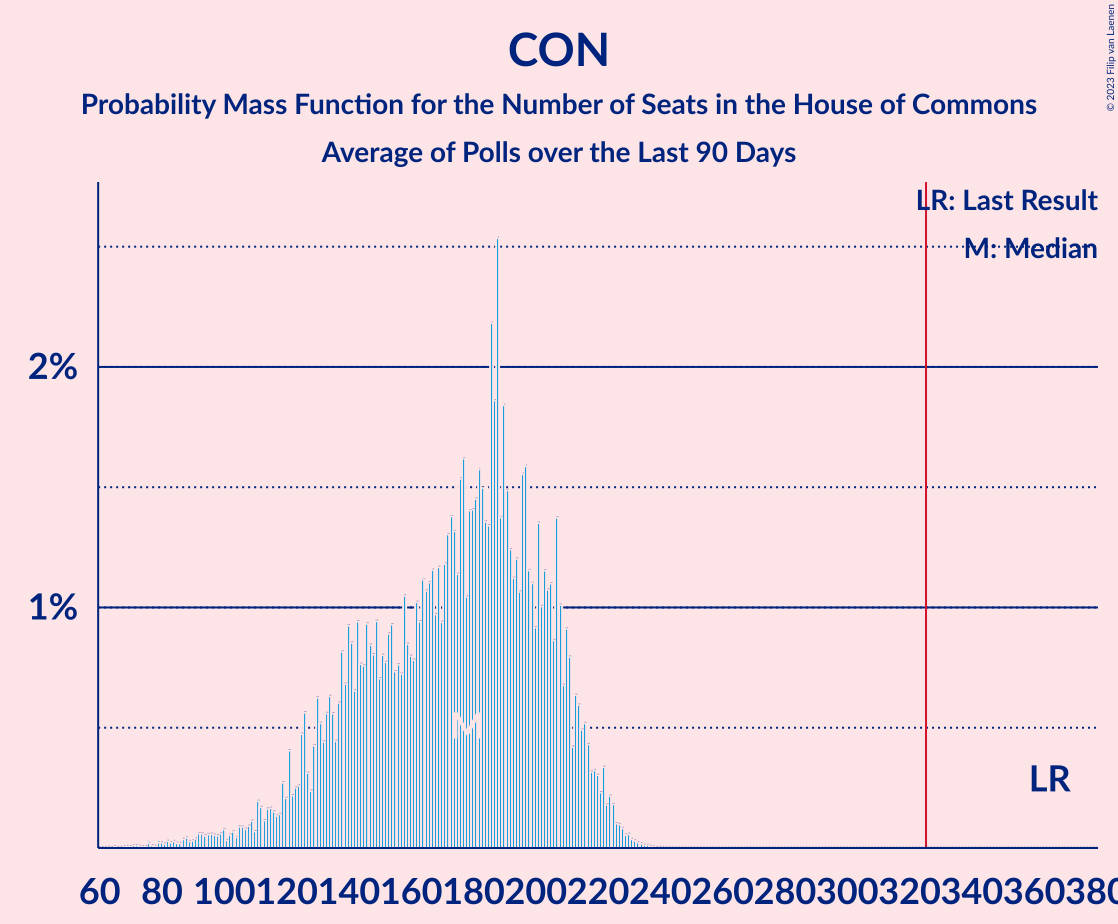 CON
Probability Mass Function for the Number of Seats in the House of Commons
Average of Polls over the Last 90 Days
© 2023 Filip van Laenen
LR: Last Result
M: Median
2%
1%
M
LR
60 80 100 120 140 160 180 200 220 240 260 280 300 320 340 360 380